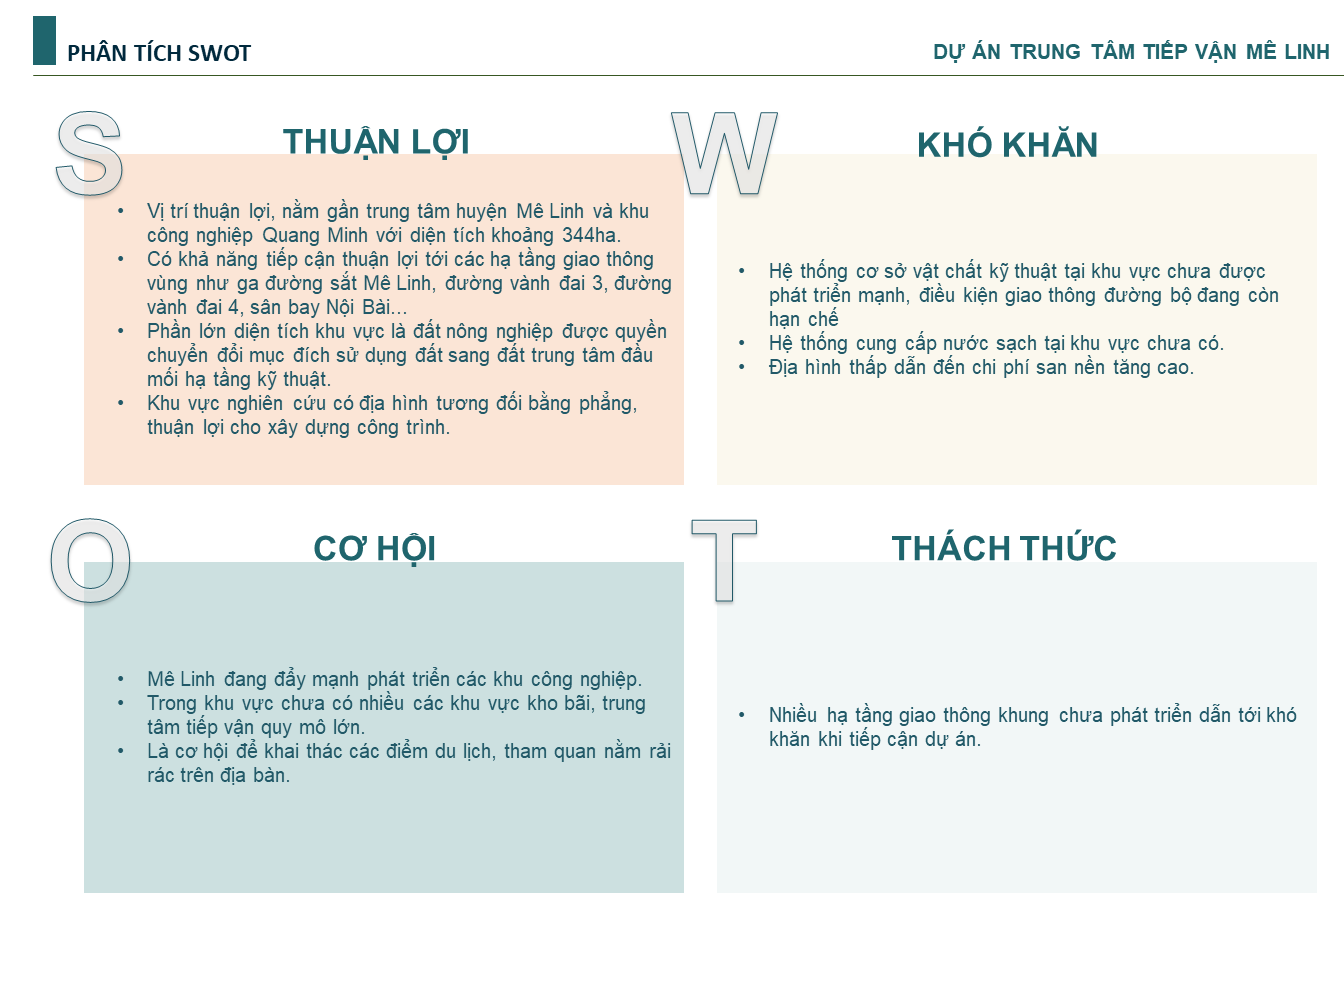 PHÂN TÍCH SWOT
DỰ ÁN TRUNG TÂM TIẾP VẬN MÊ LINH
S
THUẬN LỢI
• Vị trí thuận lợi, nằm gần trung tâm huyện Mê Linh và khu
công nghiệp Quang Minh với diện tích khoảng 344ha.
• Có khả năng tiếp cận thuận lợi tới các hạ tầng giao thông
vùng như ga đường sắt Mê Linh, đường vành đai 3, đường
vành đai 4, sân bay Nội Bài...
• Phần lớn diện tích khu vực là đất nông nghiệp được quyền
chuyển đổi mục đích sử dụng đất sang đất trung tâm đầu
mối hạ tầng kỹ thuật.
• Khu vực nghiên cứu có địa hình tương đối bằng phẳng,
thuận lợi cho xây dựng công trình.
W
KHÓ KHĂN
• Hệ thống cơ sở vật chất kỹ thuật tại khu vực chưa được
phát triển mạnh, điều kiện giao thông đường bộ đang còn
hạn chế
• Hệ thống cung cấp nước sạch tại khu vực chưa có.
• Địa hình thấp dẫn đến chi phí san nền tăng cao.
O
CƠ HỘI
• Mê Linh đang đẩy mạnh phát triển các khu công nghiệp.
• Trong khu vực chưa có nhiều các khu vực kho bãi, trung
tâm tiếp vận quy mô lớn.
• Là cơ hội để khai thác các điểm du lịch, tham quan nằm rải
rác trên địa bàn.
T
THÁCH THỨC
• Nhiều hạ tầng giao thông khung chưa phát triển dẫn tới khó
khăn khi tiếp cận dự án.